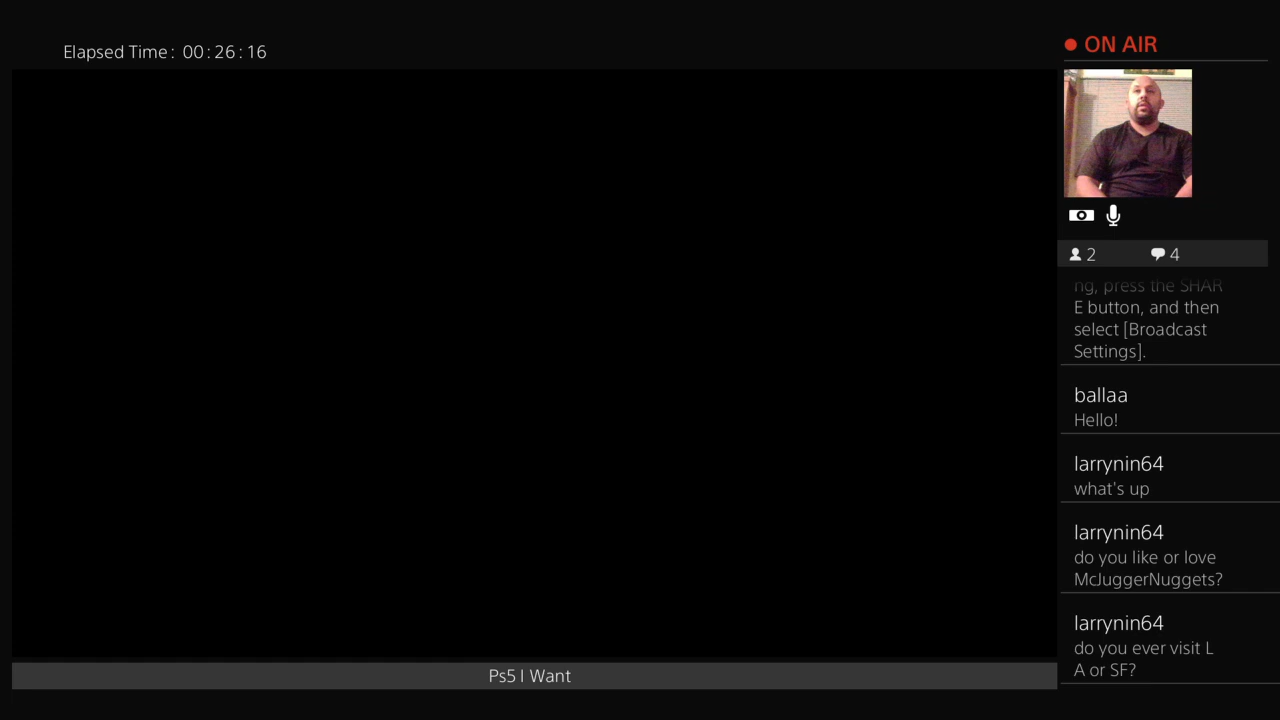 Elapsed Time: 00:26:16
ON AIR
2 4
ng, press the SHAR
E button, and then
select [Broadcast
Settings].
ballaa
Hello!
larrynin64
what's up
larrynin64
do you like or love
McJuggerNuggets?
larrynin64
do you ever visit L
A or SF?
Ps5 I Want